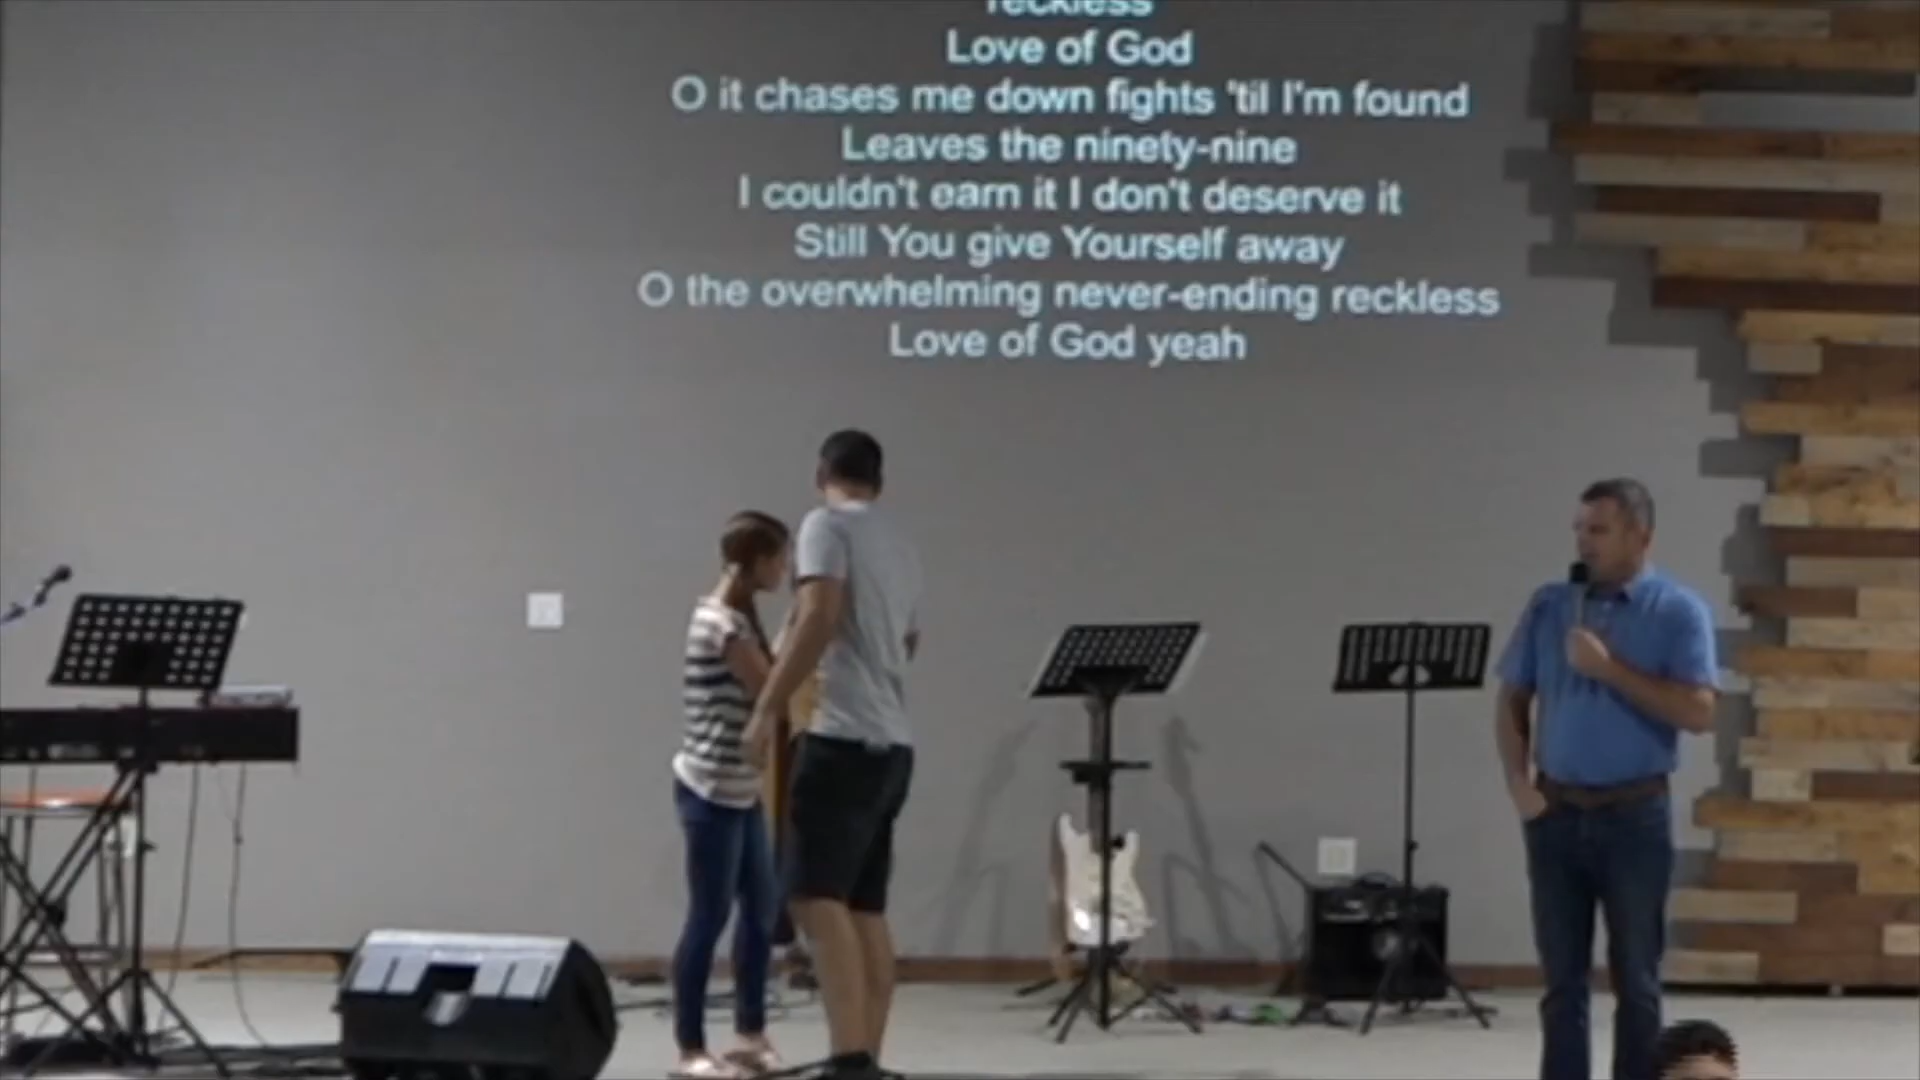 reckless
Love of God
O it chases me down fights 'til I'm found
Leaves the ninety-nine
I couldn't earn it I don't deserve it
Still You give Yourself away
O the overwhelming never-ending reckless
Love of God yeah